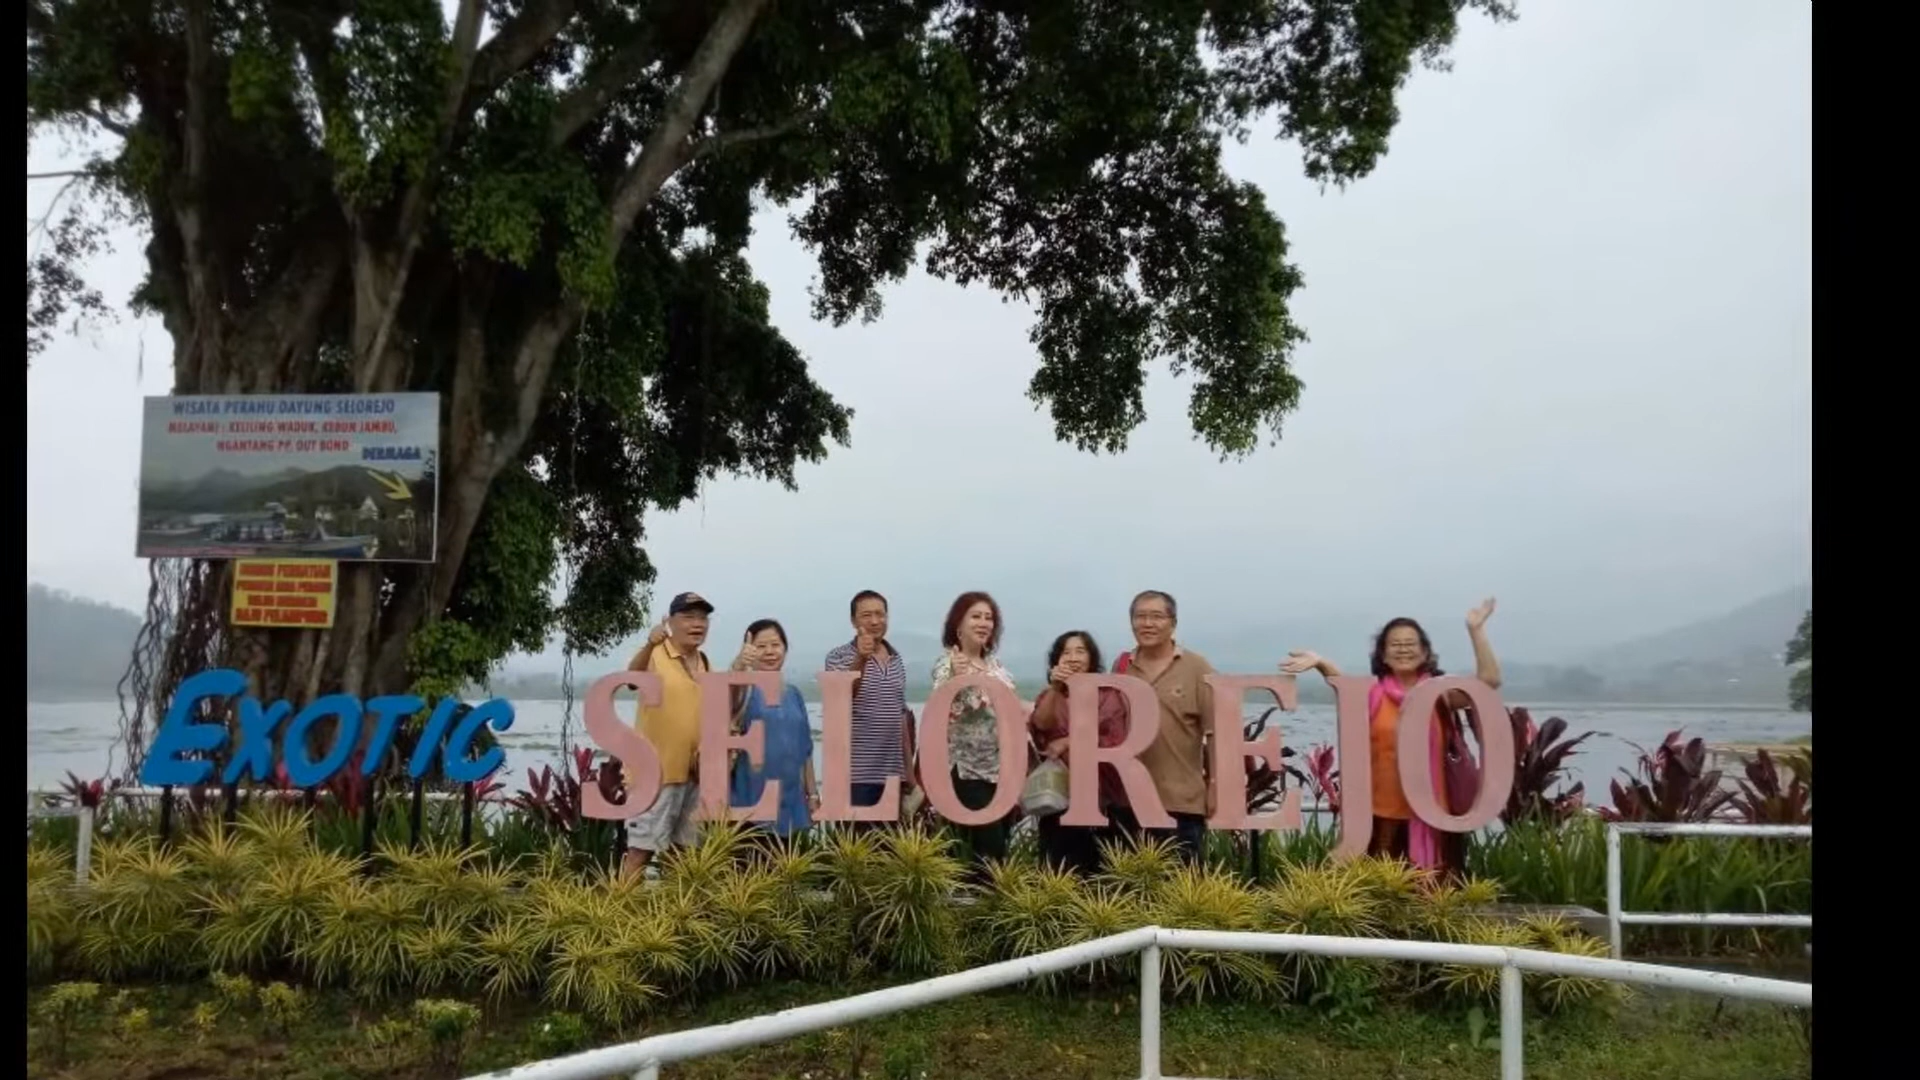 WISATA PERAHU DAYUNG SELOREJO
MELAYANI : KELILING WADUK, KEBUN JAMBU,
NGANTANG PP, OUT BOND
DERMAGA
EXOTIC SELOREJO